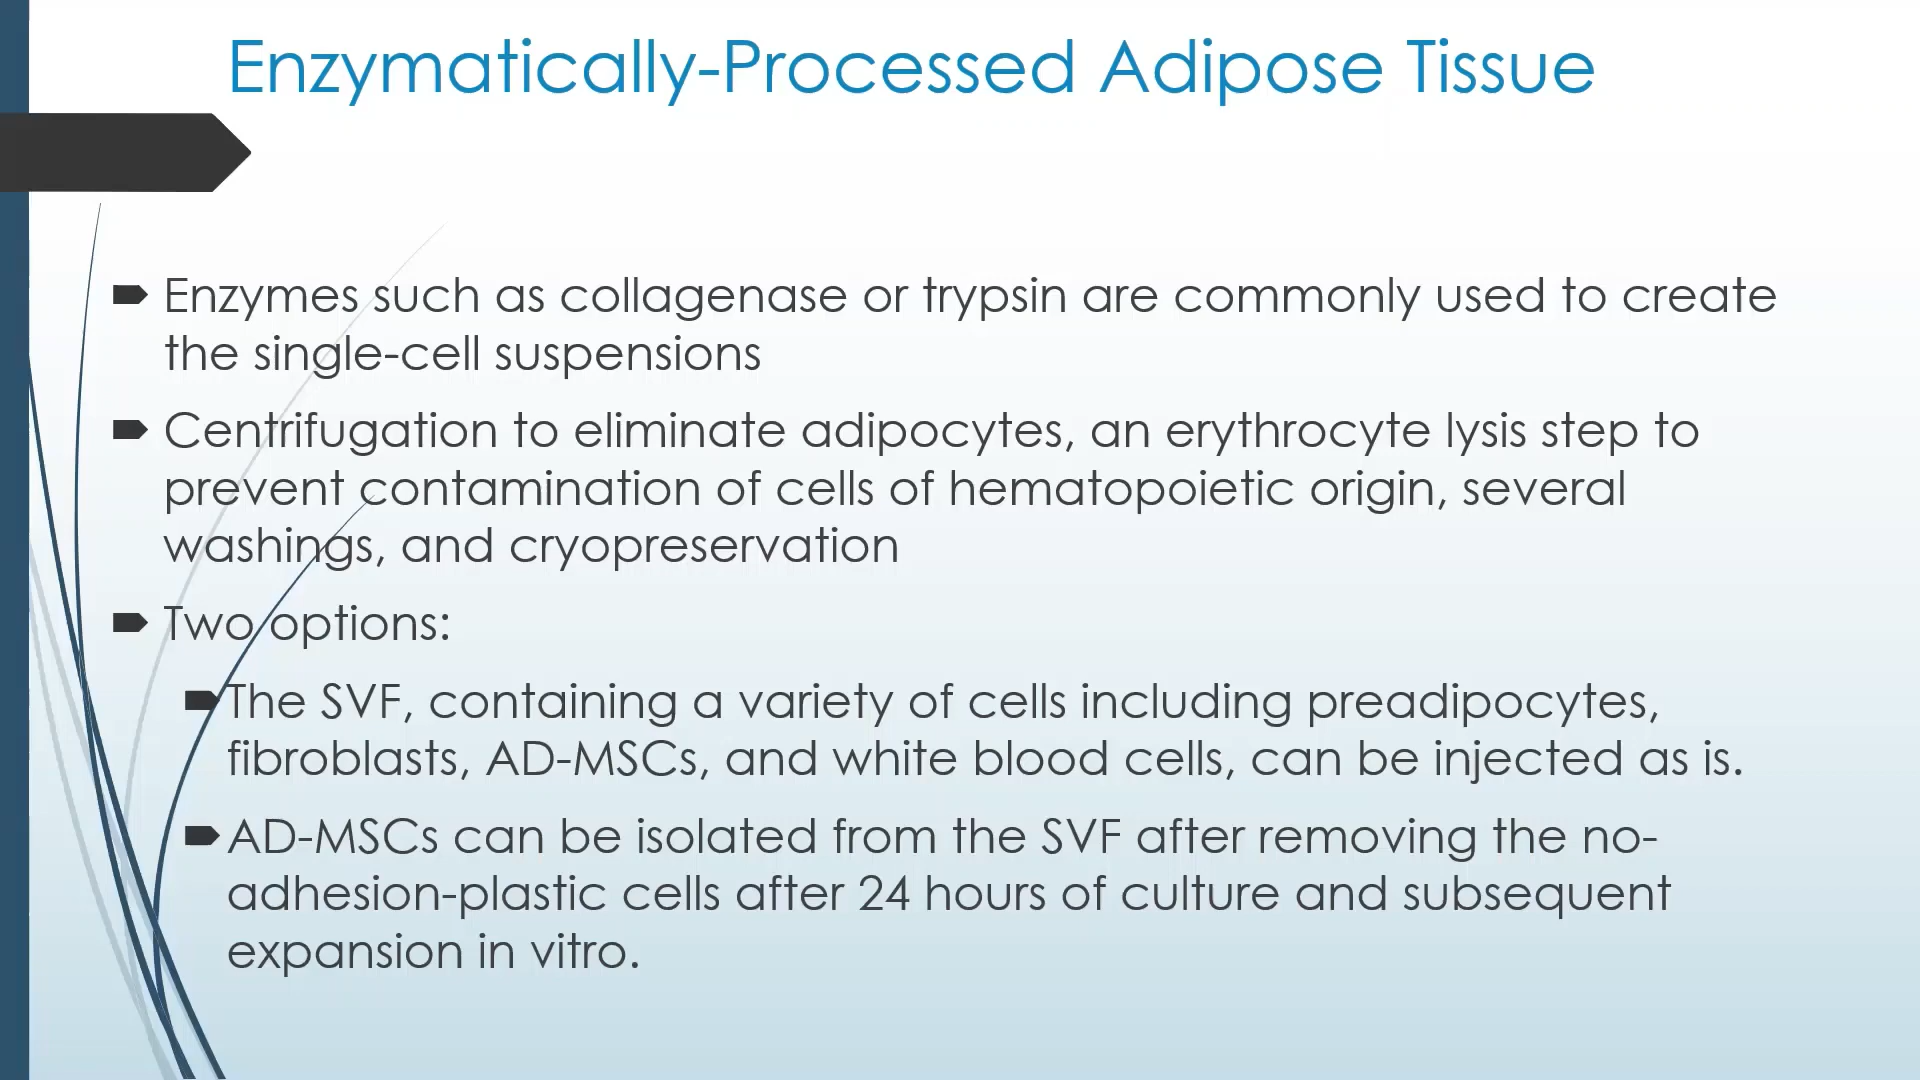 Enzymatically-Processed Adipose Tissue
Enzymes such as collagenase or trypsin are commonly used to create
the single-cell suspensions
Centrifugation to eliminate adipocytes, an erythrocyte lysis step to
prevent contamination of cells of hematopoietic origin, several
washings, and cryopreservation
Two options:
The SVF, containing a variety of cells including preadipocytes,
fibroblasts, AD-MSCs, and white blood cells, can be injected as is.
AD-MSCs can be isolated from the SVF after removing the no-
adhesion-plastic cells after 24 hours of culture and subsequent
expansion in vitro.